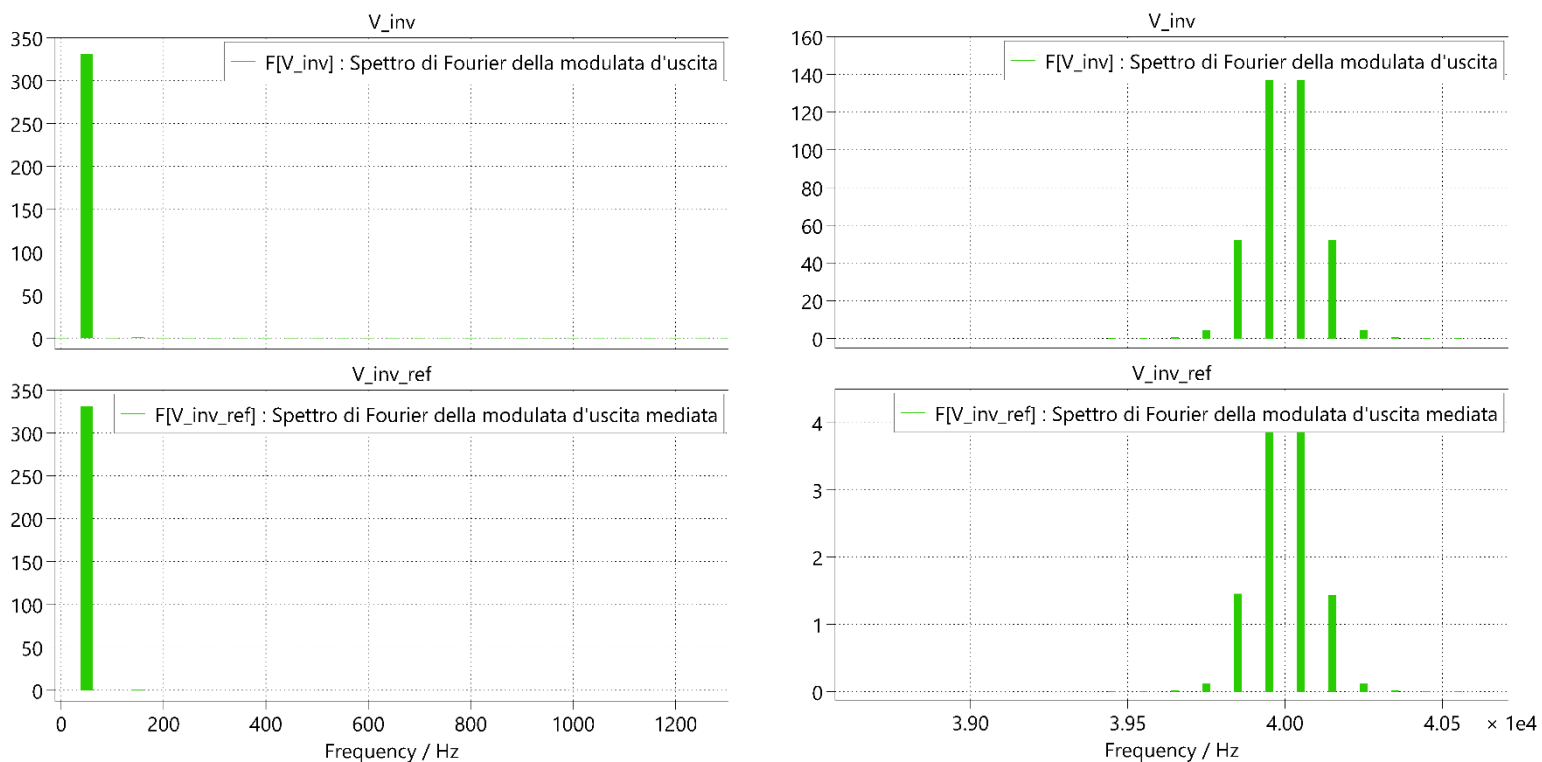 V_inv
350
300
250
200
150
100
50
0
F[V_inv] : Spettro di Fourier della modulata d'uscita
V_inv_ref
350
300
250
200
150
100
50
0
F[V_inv_ref] : Spettro di Fourier della modulata d'uscita mediata
0 200 400 600 800 1000 1200
Frequency / Hz
V_inv
160
140
120
100
80
60
40
20
0
F[V_inv] : Spettro di Fourier della modulata d'uscita
V_inv_ref
4
3
2
1
0
F[V_inv_ref] : Spettro di Fourier della modulata d'uscita mediata
3.90 3.95 4.00 4.05 × 1e4
Frequency / Hz